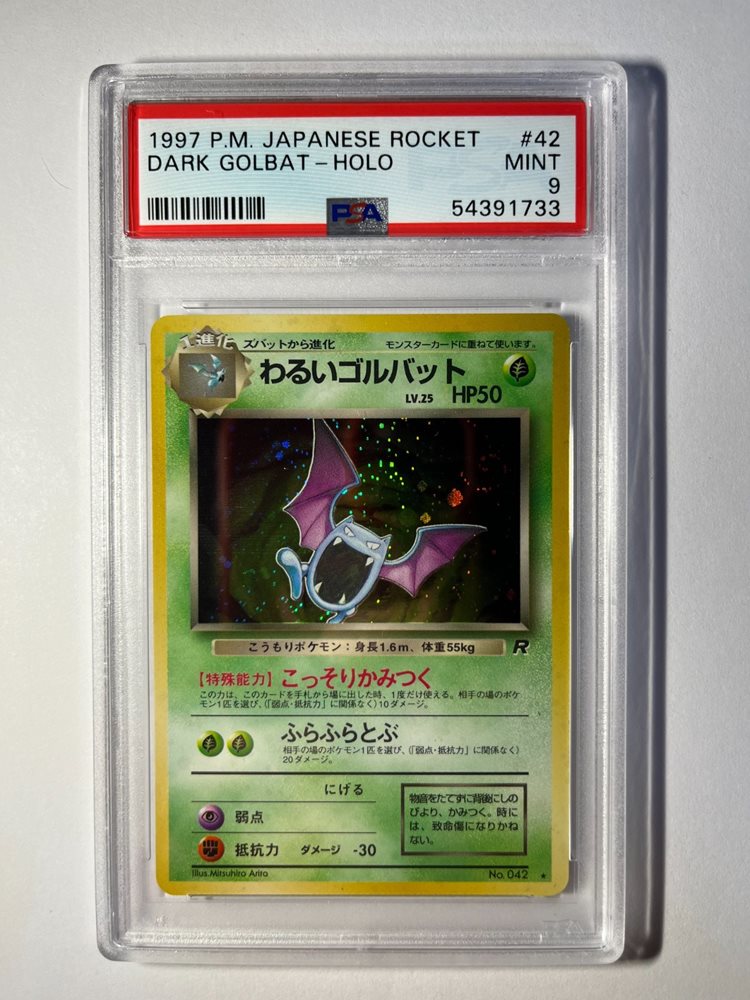 1997 P.M. JAPANESE ROCKET #42
DARK GOLBAT-HOLO MINT
9
PSA 54391733
1進化 ズバットから進化 モンスターカードに重ねて使います。
わるいゴルバット
LV.25 HP50
こうもりポケモン：身長1.6m、体重55kg R
【特殊能力】こっそりかみつく
この力は、このカードを手札から場に出した時、1度だけ使える。相手の場のポケ
モン1匹を選び、(「弱点・抵抗力」に関係なく)10ダメージ。
ふらふらとぶ
相手の場のポケモン1匹を選び、(「弱点・抵抗力」に関係なく)
20ダメージ。
にげる
弱点
抵抗力 ダメージ -30
物音をたてずに背後にしの
びより、かみつく。時に
は、致命傷になりかね
ない。
Illus.Mitsuhiro Arita No. 042 ★